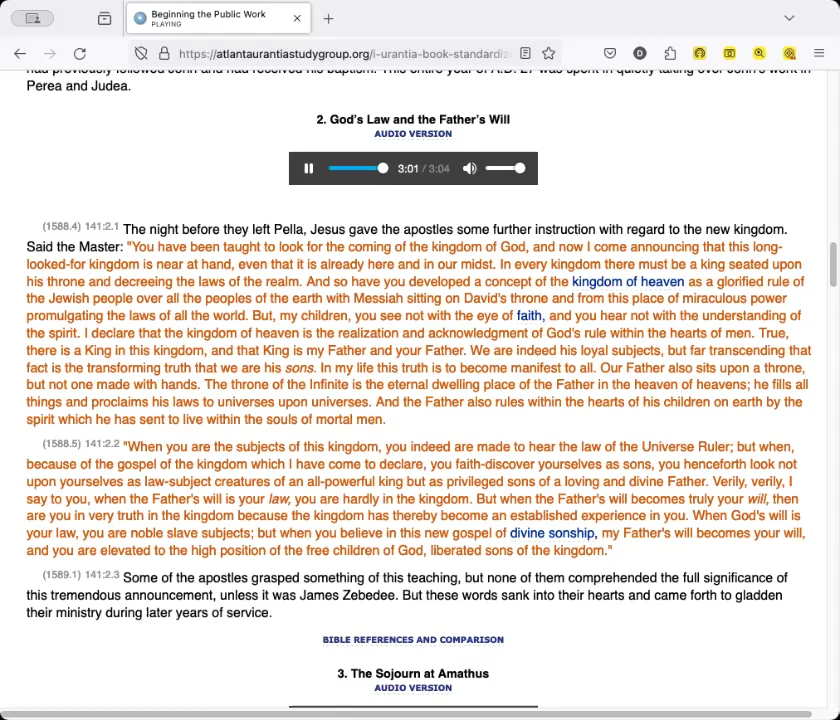 Beginning the Public Work
PLAYING
https://atlantaurantiastudygroup.org/i-urantia-book-standardiz
Perea and Judea.
2. God's Law and the Father's Will
AUDIO VERSION
3:01 / 3:04
(1588.4) 141:2.1 The night before they left Pella, Jesus gave the apostles some further instruction with regard to the new kingdom.
Said the Master: "You have been taught to look for the coming of the kingdom of God, and now I come announcing that this long-
looked-for kingdom is near at hand, even that it is already here and in our midst. In every kingdom there must be a king seated upon
his throne and decreeing the laws of the realm. And so have you developed a concept of the kingdom of heaven as a glorified rule of
the Jewish people over all the peoples of the earth with Messiah sitting on David's throne and from this place of miraculous power
promulgating the laws of all the world. But, my children, you see not with the eye of faith, and you hear not with the understanding of
the spirit. I declare that the kingdom of heaven is the realization and acknowledgment of God's rule within the hearts of men. True,
there is a King in this kingdom, and that King is my Father and your Father. We are indeed his loyal subjects, but far transcending that
fact is the transforming truth that we are his sons. In my life this truth is to become manifest to all. Our Father also sits upon a throne,
but not one made with hands. The throne of the Infinite is the eternal dwelling place of the Father in the heaven of heavens; he fills all
things and proclaims his laws to universes upon universes. And the Father also rules within the hearts of his children on earth by the
spirit which he has sent to live within the souls of mortal men.
(1588.5) 141:2.2 "When you are the subjects of this kingdom, you indeed are made to hear the law of the Universe Ruler; but when,
because of the gospel of the kingdom which I have come to declare, you faith-discover yourselves as sons, you henceforth look not
upon yourselves as law-subject creatures of an all-powerful king but as privileged sons of a loving and divine Father. Verily, verily, I
say to you, when the Father's will is your law, you are hardly in the kingdom. But when the Father's will becomes truly your will, then
are you in very truth in the kingdom because the kingdom has thereby become an established experience in you. When God's will is
your law, you are noble slave subjects; but when you believe in this new gospel of divine sonship, my Father's will becomes your will,
and you are elevated to the high position of the free children of God, liberated sons of the kingdom."
(1589.1) 141:2.3 Some of the apostles grasped something of this teaching, but none of them comprehended the full significance of
this tremendous announcement, unless it was James Zebedee. But these words sank into their hearts and came forth to gladden
their ministry during later years of service.
BIBLE REFERENCES AND COMPARISON
3. The Sojourn at Amathus
AUDIO VERSION